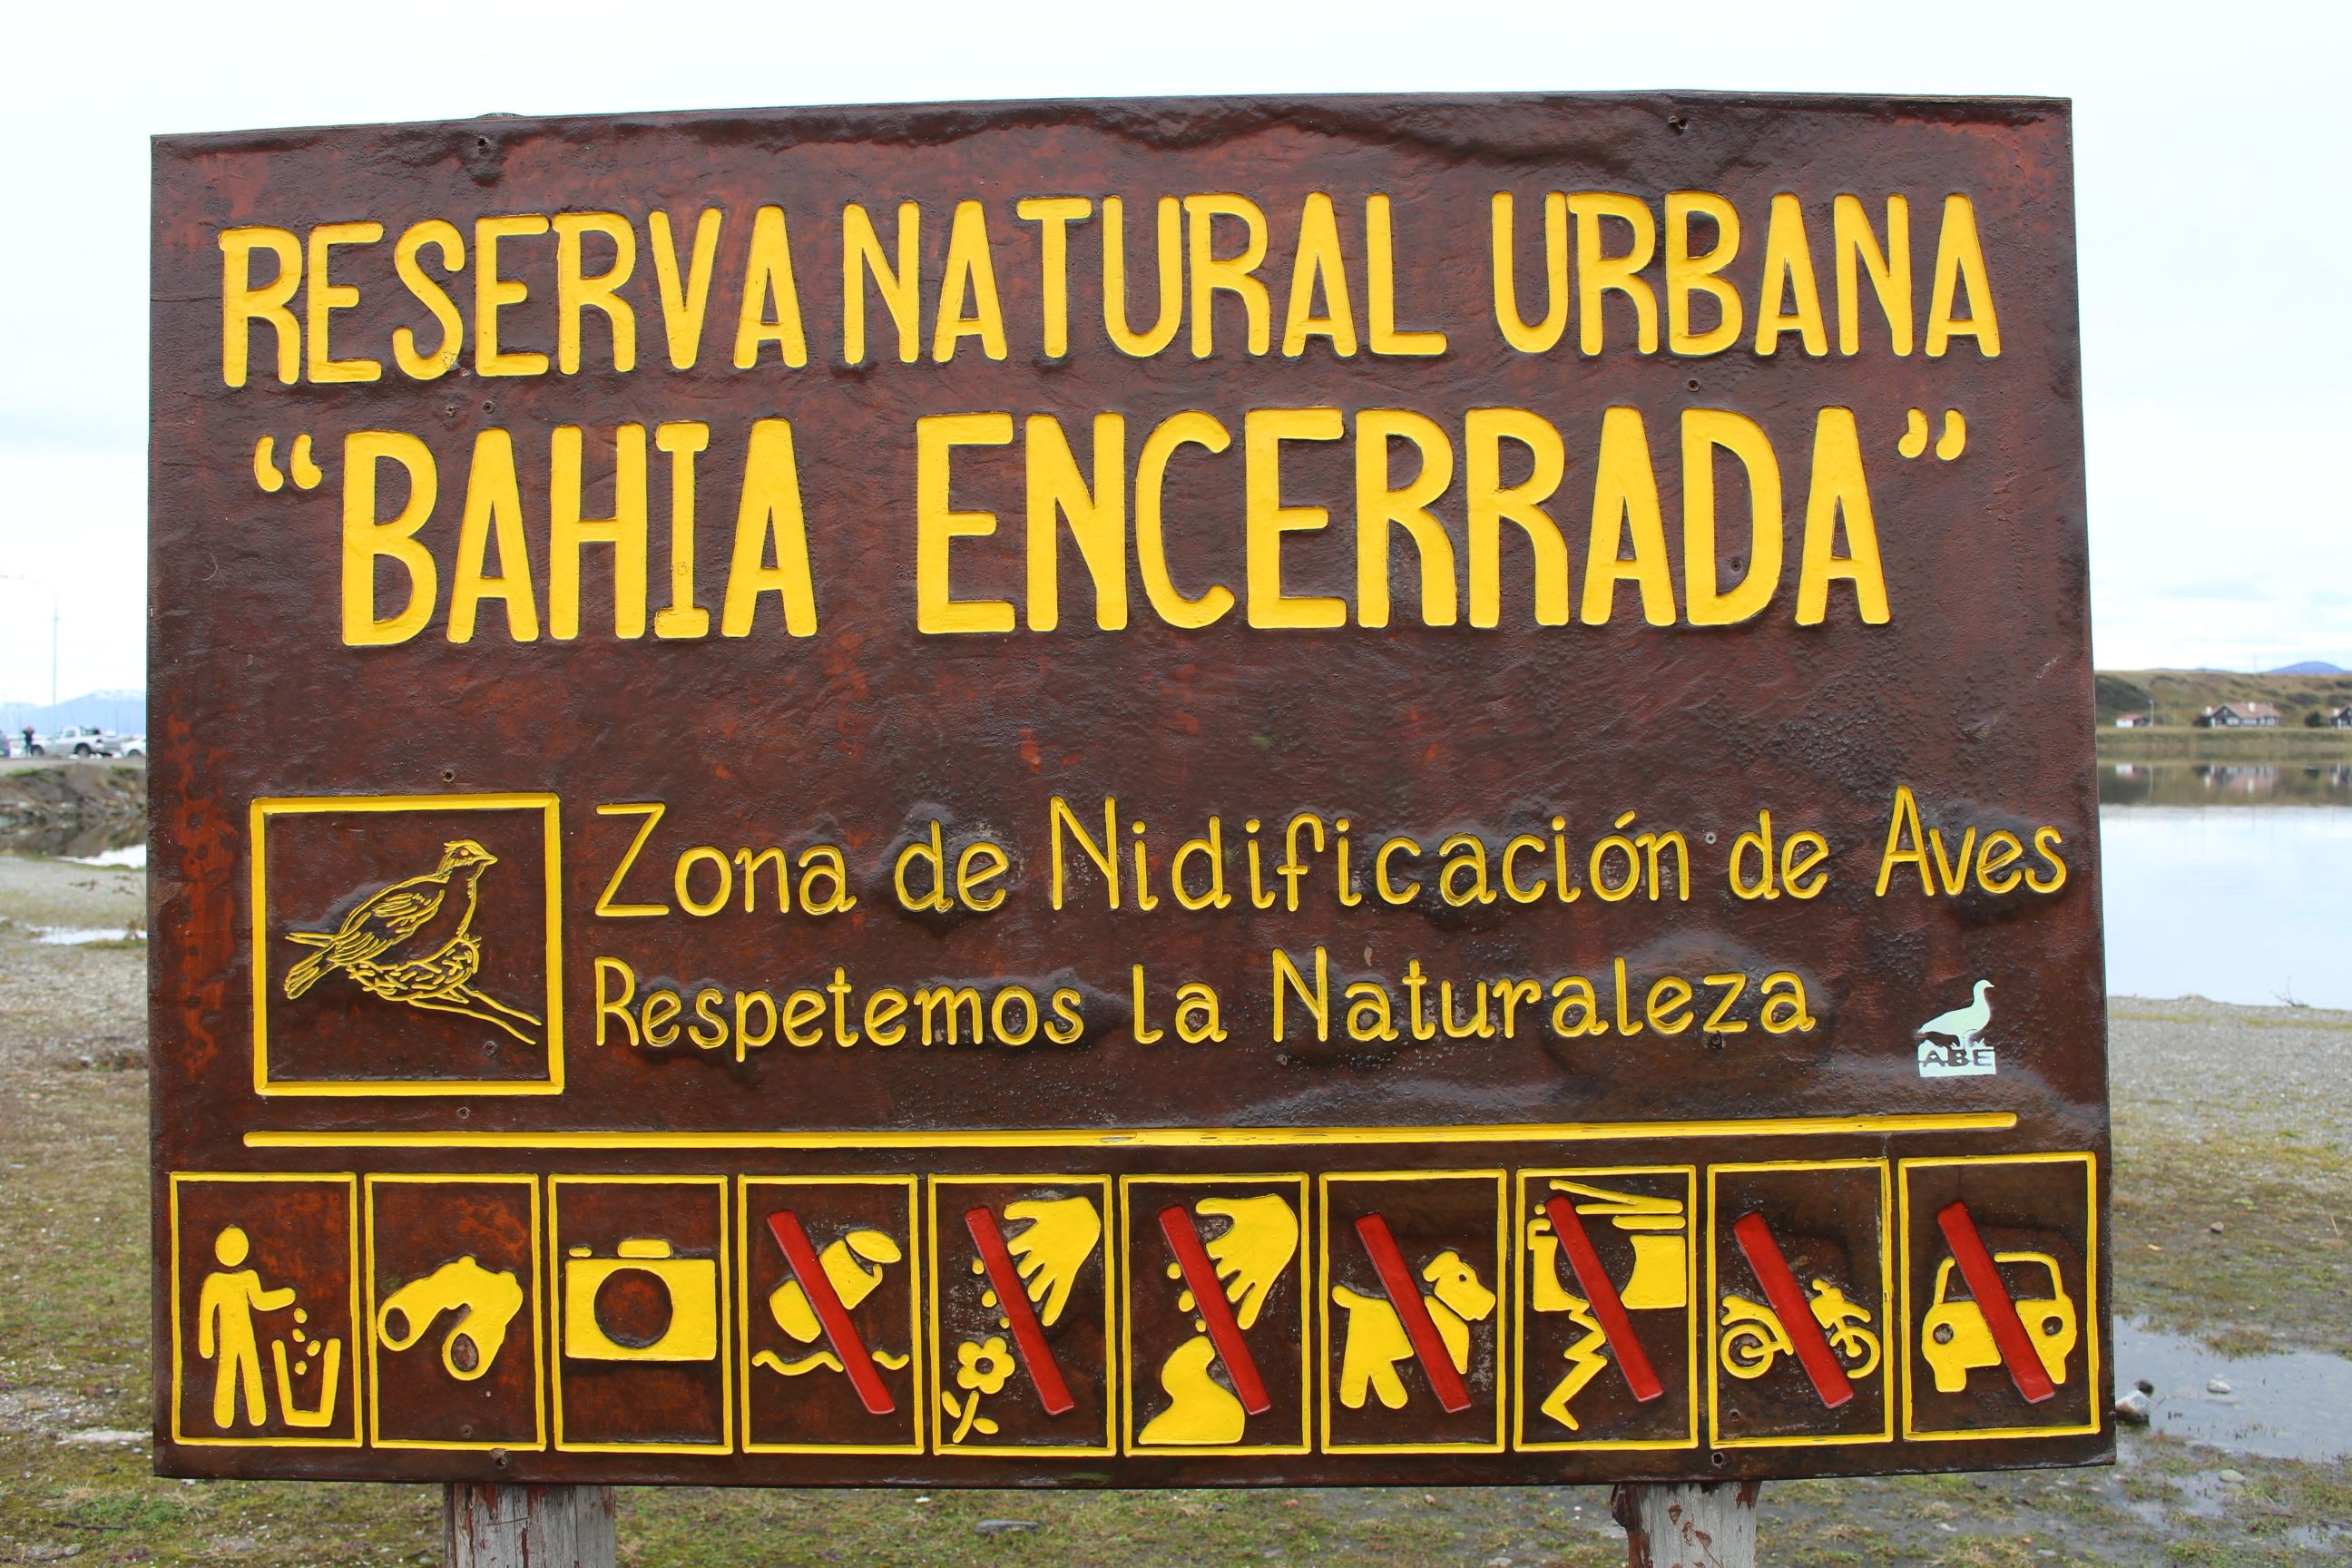 RESERVA NATURAL URBANA
“BAHIA ENCERRADA”
Zona de Nidificación de Aves
Respetemos la Naturaleza
ABE